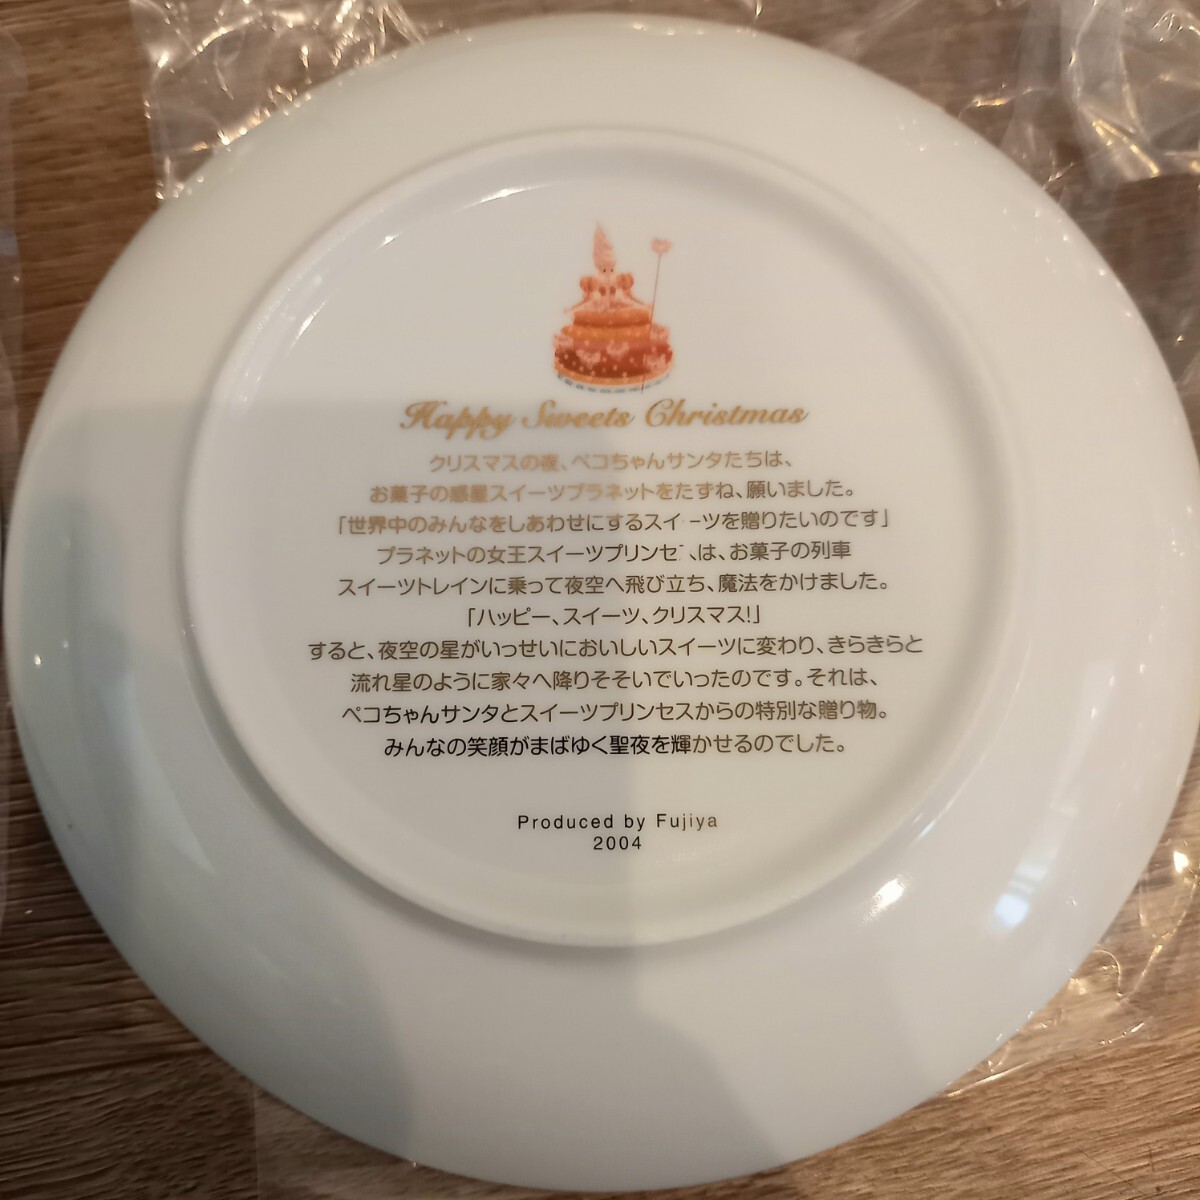 Happy Sweets Christmas
クリスマスの夜、ペコちゃんサンタたちは、
お菓子の惑星スイーツプラネットをたずね、願いました。
「世界中のみんなをしあわせにするスイーツを贈りたいのです」
プラネットの女王スイーツプリンセスは、お菓子の列車
スイーツトレインに乗って夜空へ飛び立ち、魔法をかけました。
「ハッピー、スイーツ、クリスマス!」
すると、夜空の星がいっせいにおいしいスイーツに変わり、きらきらと
流れ星のように家々へ降りそそいでいったのです。それは、
ペコちゃんサンタとスイーツプリンセスからの特別な贈り物。
みんなの笑顔がまばゆく聖夜を輝かせるのでした。
Produced by Fujiya
2004